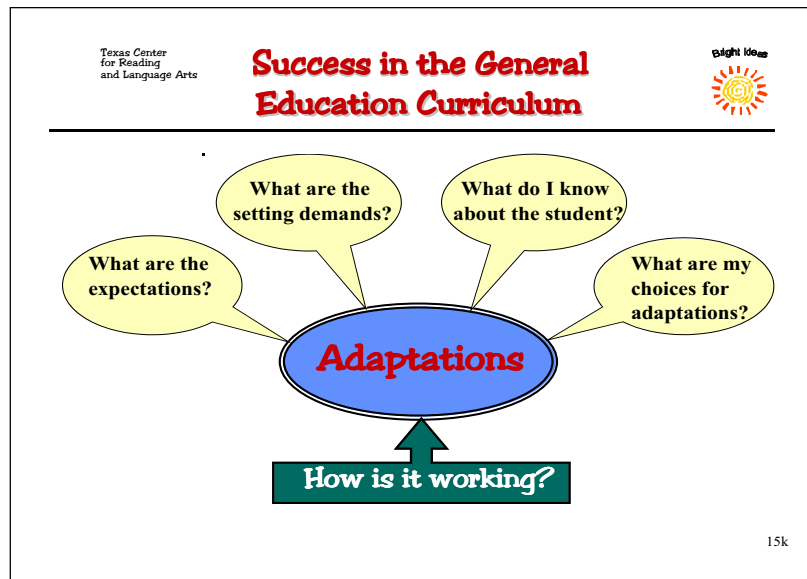 Texas Center
for Reading
and Language Arts
Success in the General
Education Curriculum
Bright Ideas
What are the
setting demands?
What do I know
about the student?
What are the
expectations?
What are my
choices for
adaptations?
Adaptations
How is it working?
15k